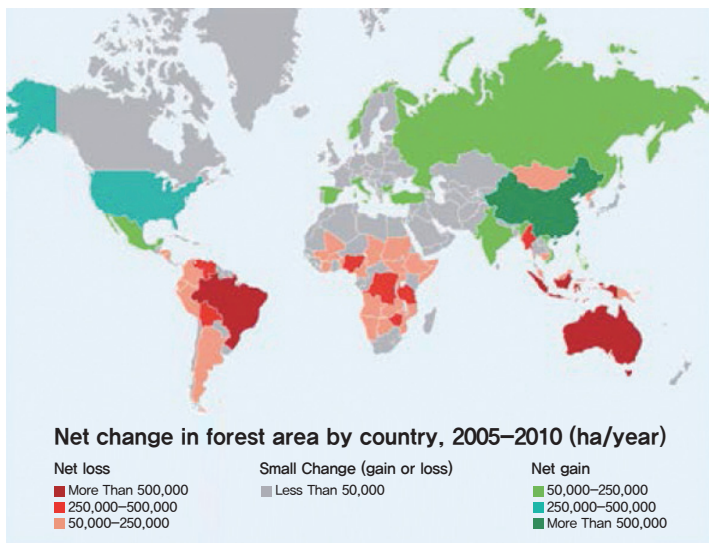 Net change in forest area by country, 2005–2010 (ha/year)
Net loss
More Than 500,000
250,000–500,000
50,000–250,000
Small Change (gain or loss)
Less Than 50,000
Net gain
50,000–250,000
250,000–500,000
More Than 500,000